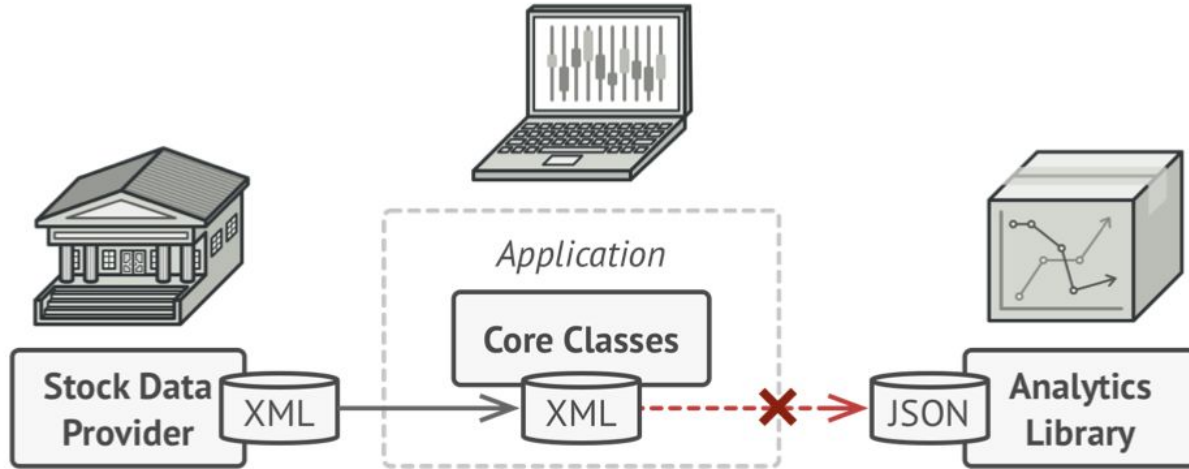 Application
Core Classes
Stock Data
Provider
XML
XML
JSON
Analytics
Library